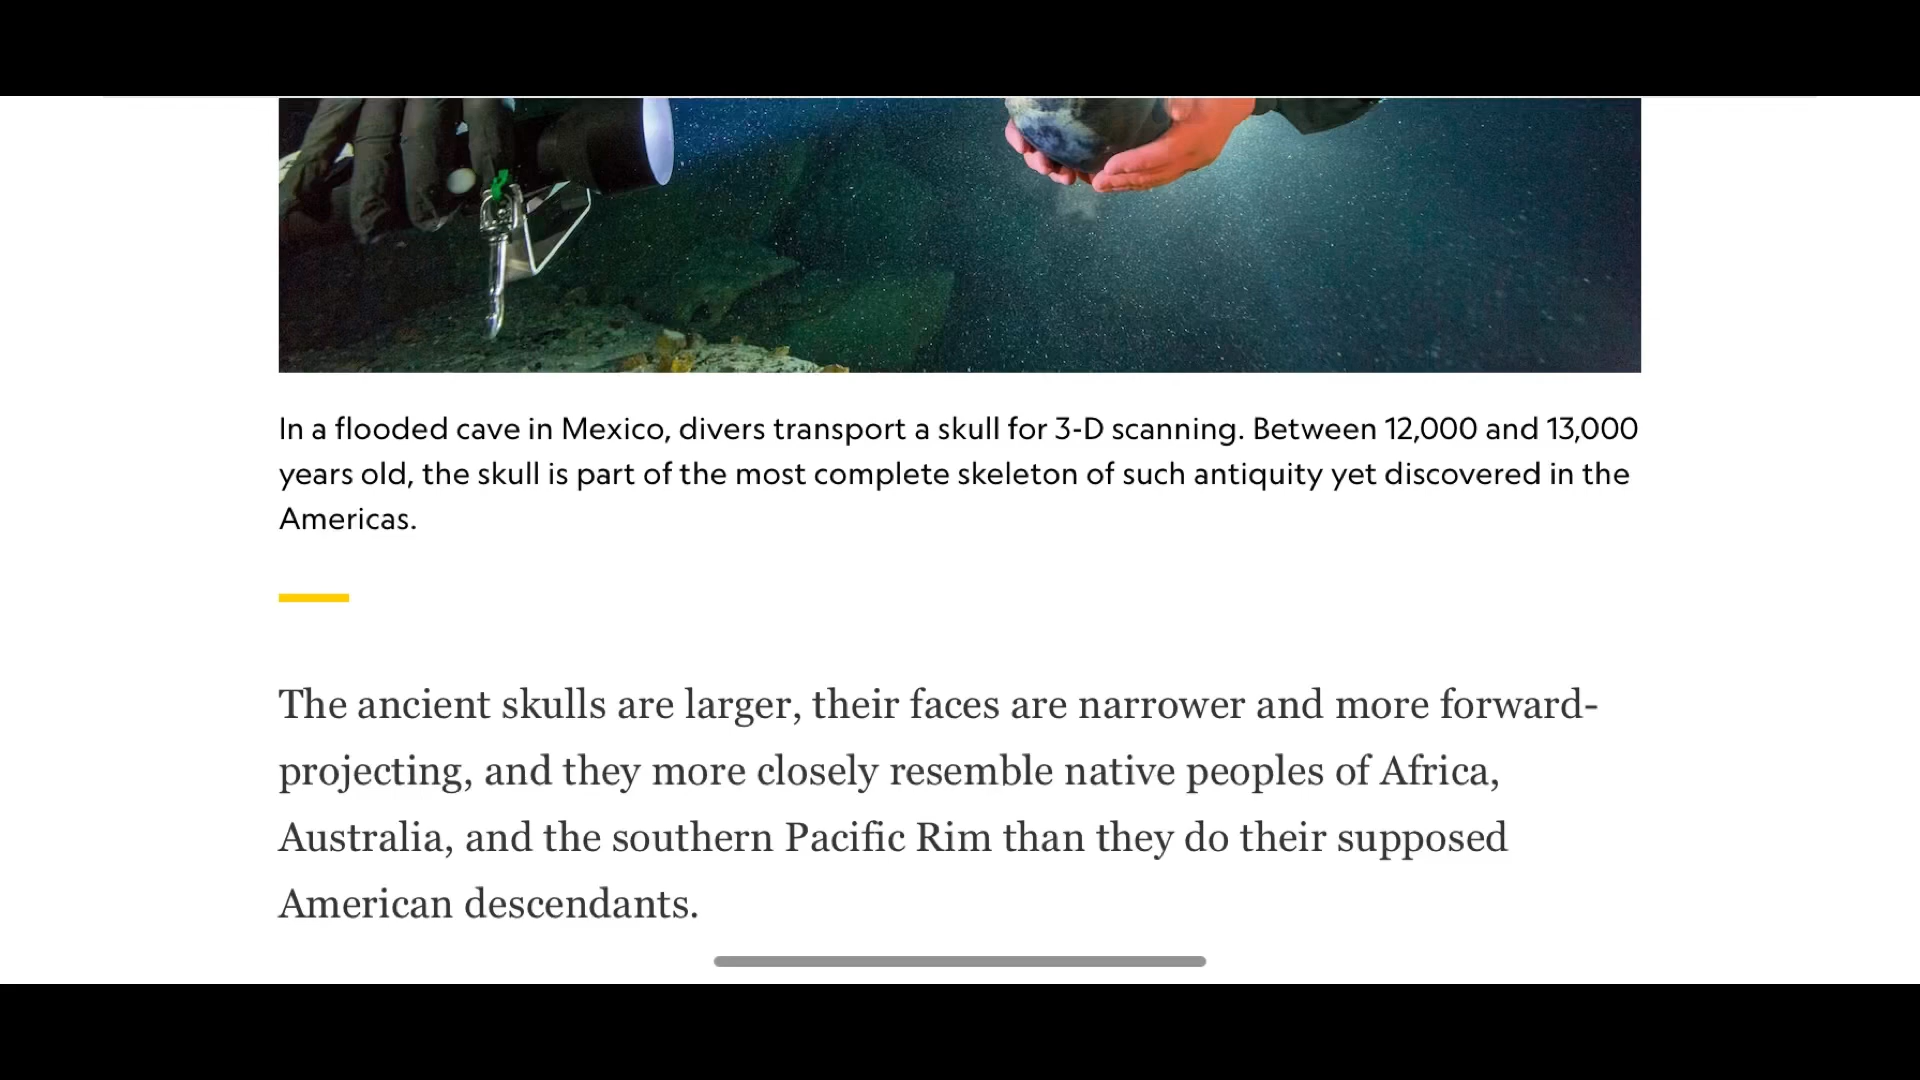 In a flooded cave in Mexico, divers transport a skull for 3-D scanning. Between 12,000 and 13,000
years old, the skull is part of the most complete skeleton of such antiquity yet discovered in the
Americas.
The ancient skulls are larger, their faces are narrower and more forward-
projecting, and they more closely resemble native peoples of Africa,
Australia, and the southern Pacific Rim than they do their supposed
American descendants.